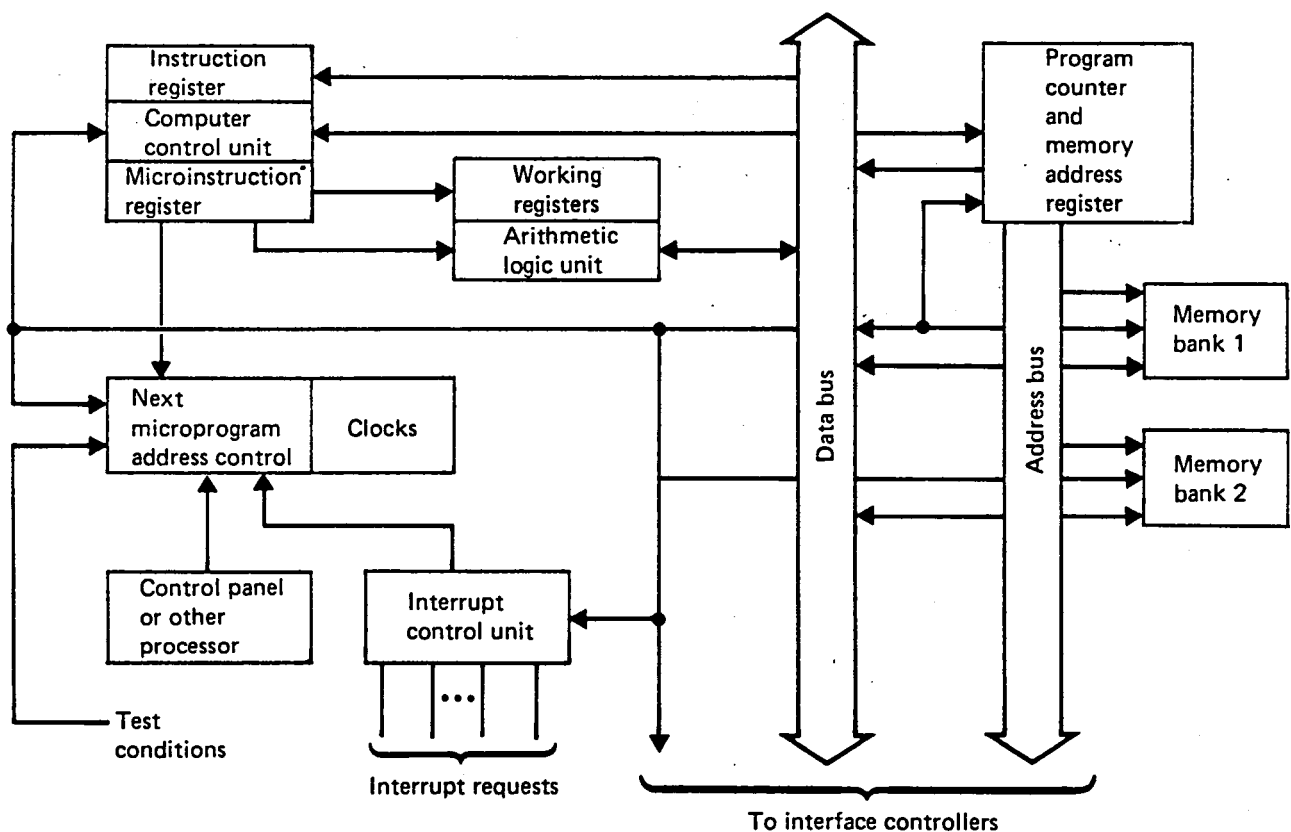 Instruction
register
Computer
control unit
Microinstruction
register
Working
registers
Arithmetic
logic unit
Program
counter
and
memory
address
register
Memory
bank 1
Next
microprogram
address control
Clocks
Data bus
Address bus
Memory
bank 2
Control panel
or other
processor
Interrupt
control unit
...
Test
conditions
Interrupt requests
To interface controllers